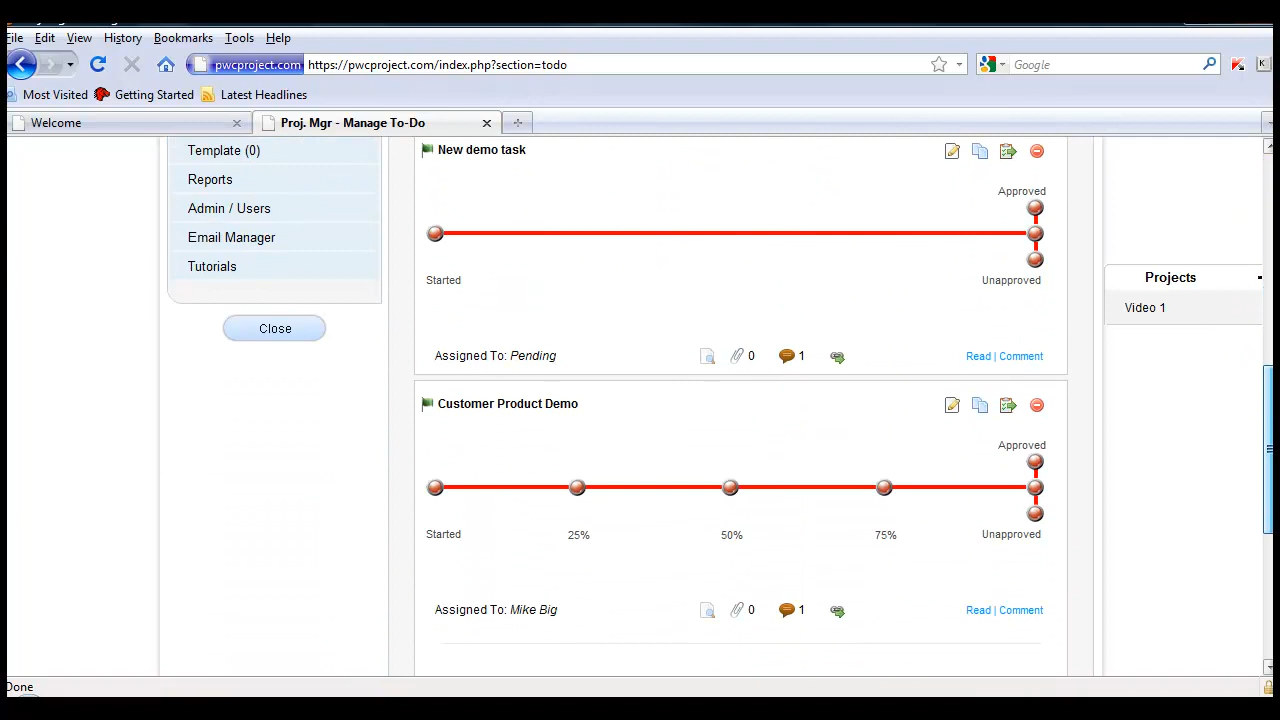 File Edit View History Bookmarks Tools Help
pwcproject.com https://pwcproject.com/index.php?section=todo Google
Most Visited Getting Started Latest Headlines
Welcome Proj. Mgr - Manage To-Do
Template (0)
Reports
Admin / Users
Email Manager
Tutorials
Close
New demo task
Approved
Started Unapproved
Assigned To: Pending 0 1 Read | Comment
Customer Product Demo
Approved
Started 25% 50% 75% Unapproved
Assigned To: Mike Big 0 1 Read | Comment
Projects
Video 1
Done